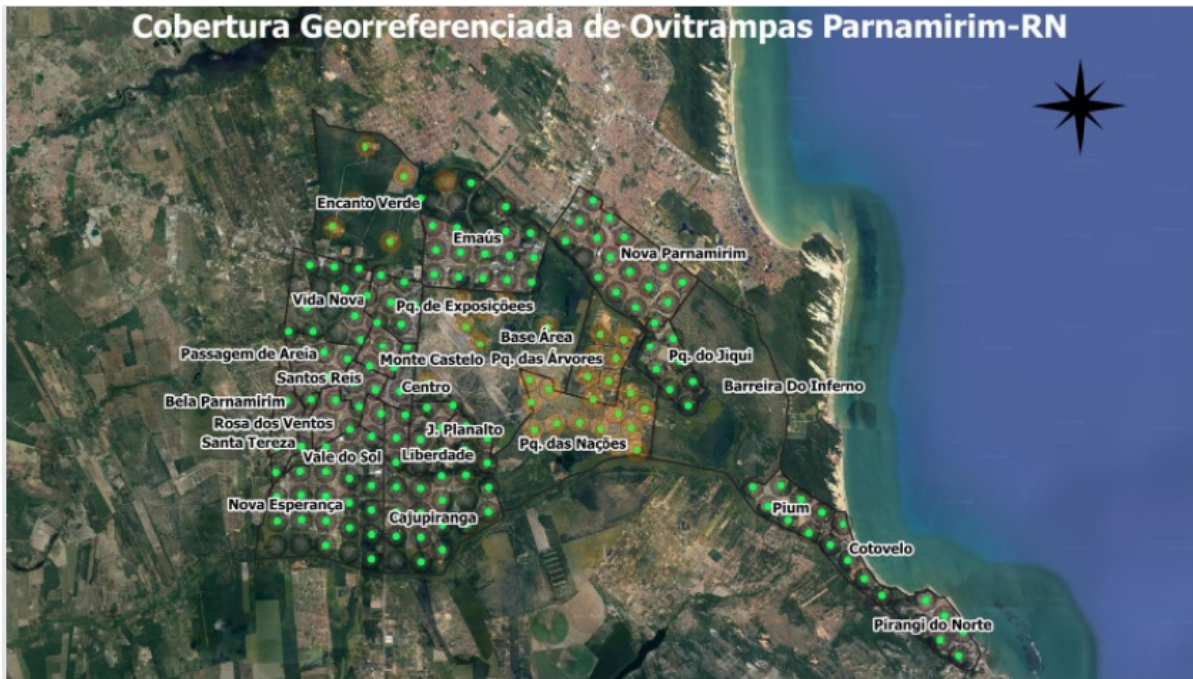 Cobertura Georreferenciada de Ovitrampas Parnamirim-RN
Encanto Verde
Emaús
Nova Parnamirim
Vida Nova
Pq. de Exposiçõees
Base Área
Passagem de Areia
Monte Castelo
Pq. das Árvores
Pq. do Jiqui
Santos Reis
Centro
Barreira Do Inferno
Bela Parnamirim
Rosa dos Ventos
J. Planalto
Santa Tereza
Pq. das Nações
Vale do Sol
Liberdade
Nova Esperança
Cajupiranga
Pium
Cotovelo
Pirangi do Norte